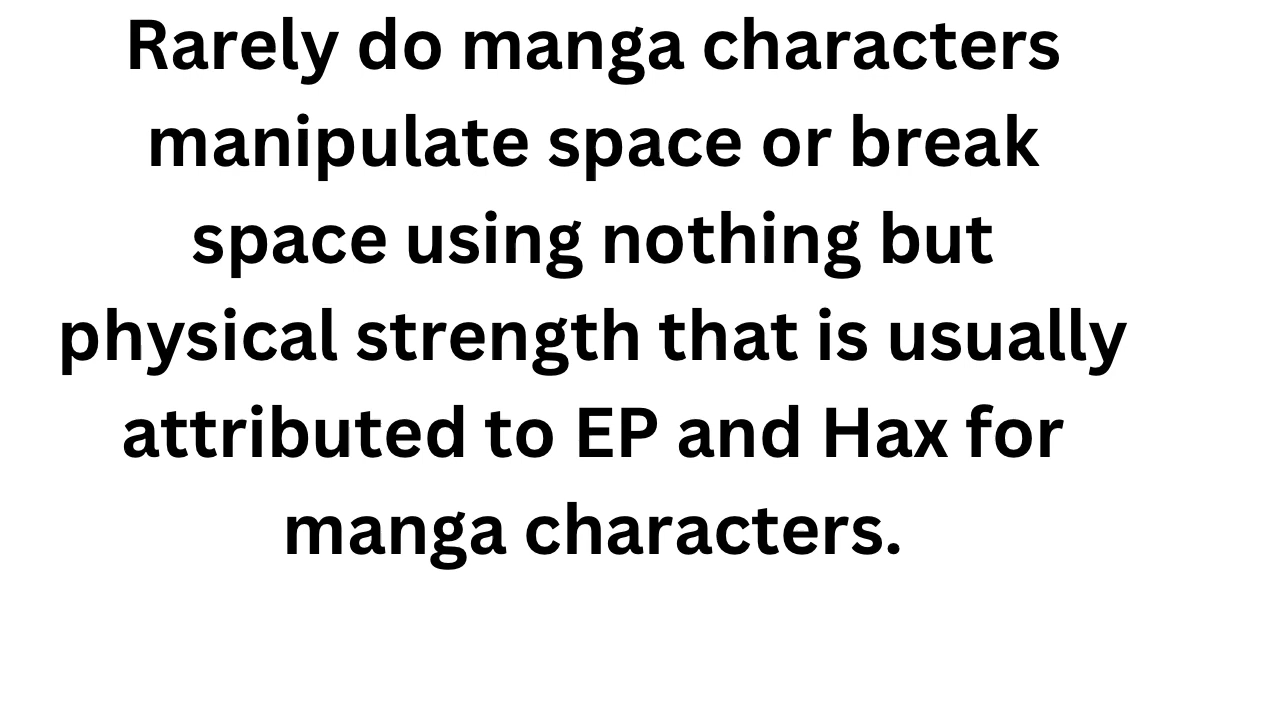 Rarely do manga characters
manipulate space or break
space using nothing but
physical strength that is usually
attributed to EP and Hax for
manga characters.